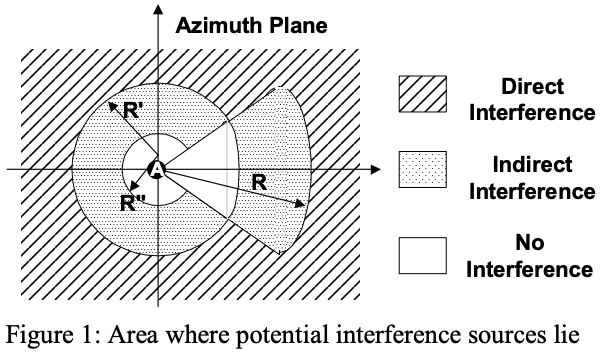 Azimuth Plane
R'
A
R"
R
Direct
Interference
Indirect
Interference
No
Interference
Figure 1: Area where potential interference sources lie